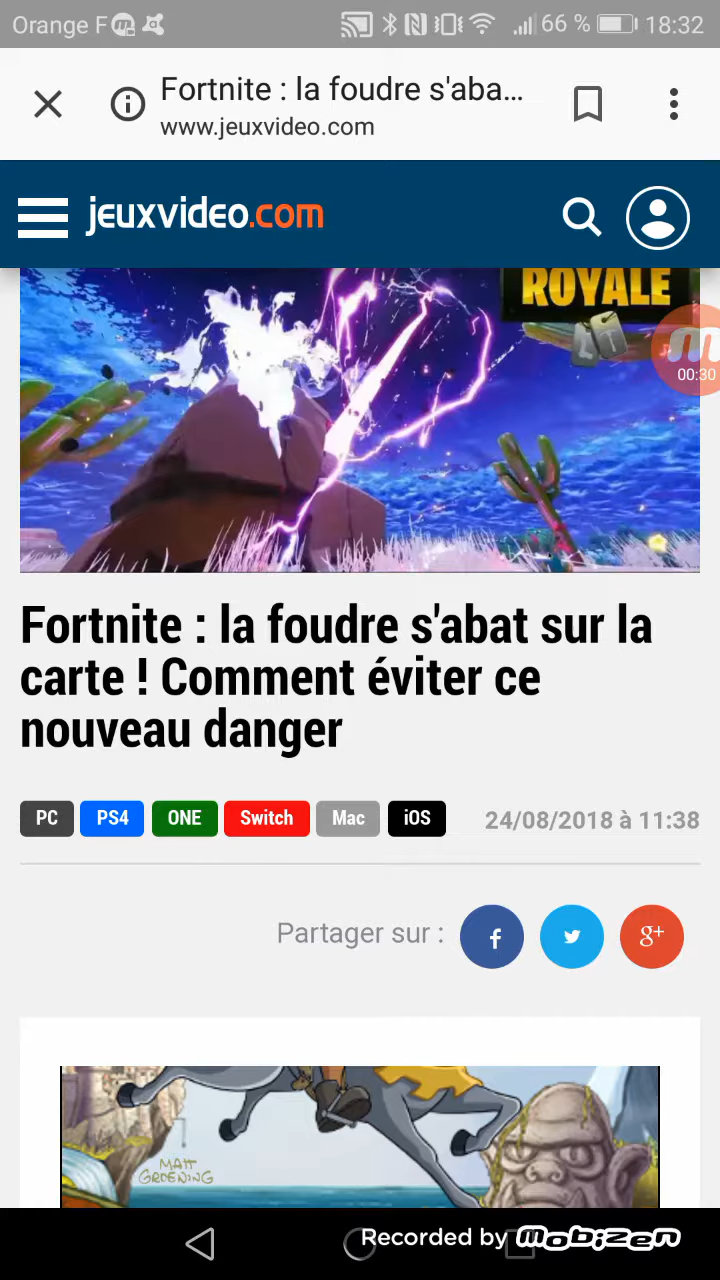 Orange F 66 % 18:32
Fortnite : la foudre s'aba...
www.jeuxvideo.com
jeuxvideo.com
ROYALE
00:30
Fortnite : la foudre s'abat sur la
carte ! Comment éviter ce
nouveau danger
PC PS4 ONE Switch Mac iOS 24/08/2018 à 11:38
Partager sur : f g+
MATT
GROENING
Recorded by mobizen